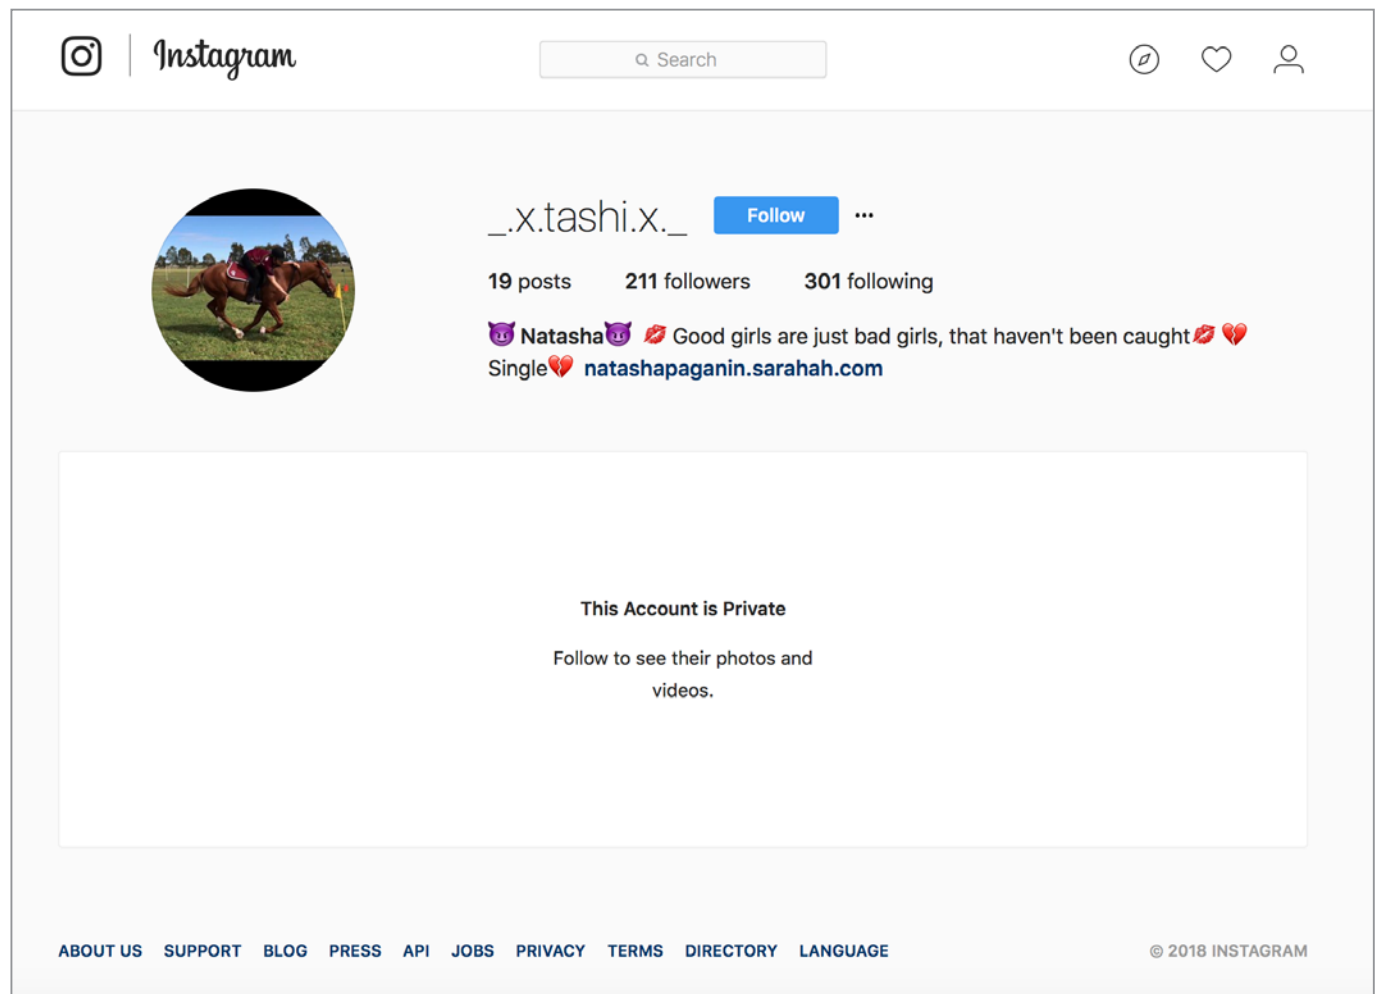 Instagram
Search
_.x.tashi.x._ Follow •••
19 posts 211 followers 301 following
😈 Natasha😈 💋 Good girls are just bad girls, that haven't been caught💋 💔
Single💔 natashapaganin.sarahah.com
This Account is Private
Follow to see their photos and
videos.
ABOUT US SUPPORT BLOG PRESS API JOBS PRIVACY TERMS DIRECTORY LANGUAGE © 2018 INSTAGRAM